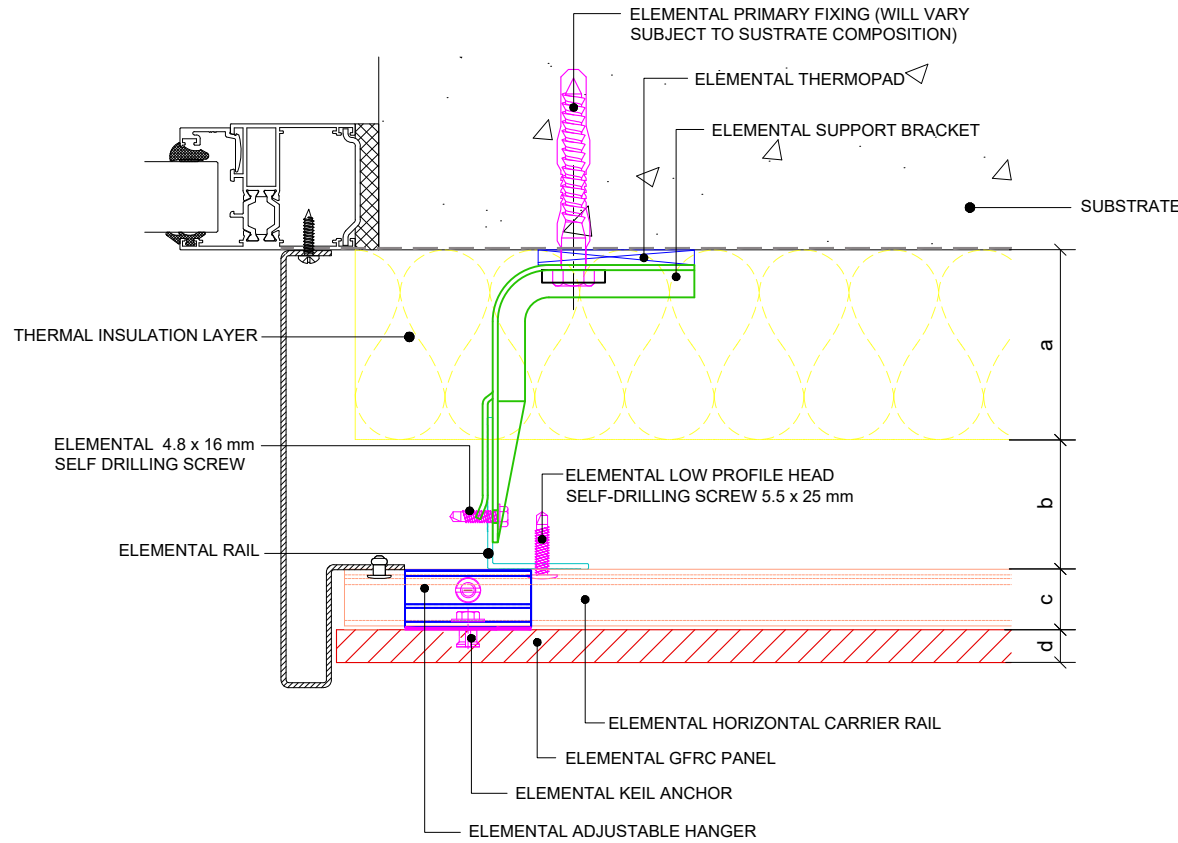 ELEMENTAL PRIMARY FIXING (WILL VARY
SUBJECT TO SUSTRATE COMPOSITION)
ELEMENTAL THERMOPAD
ELEMENTAL SUPPORT BRACKET
SUBSTRATE
THERMAL INSULATION LAYER
a
ELEMENTAL 4.8 x 16 mm
SELF DRILLING SCREW
ELEMENTAL LOW PROFILE HEAD
SELF-DRILLING SCREW 5.5 x 25 mm
b
ELEMENTAL RAIL
c
d
ELEMENTAL HORIZONTAL CARRIER RAIL
ELEMENTAL GFRC PANEL
ELEMENTAL KEIL ANCHOR
ELEMENTAL ADJUSTABLE HANGER